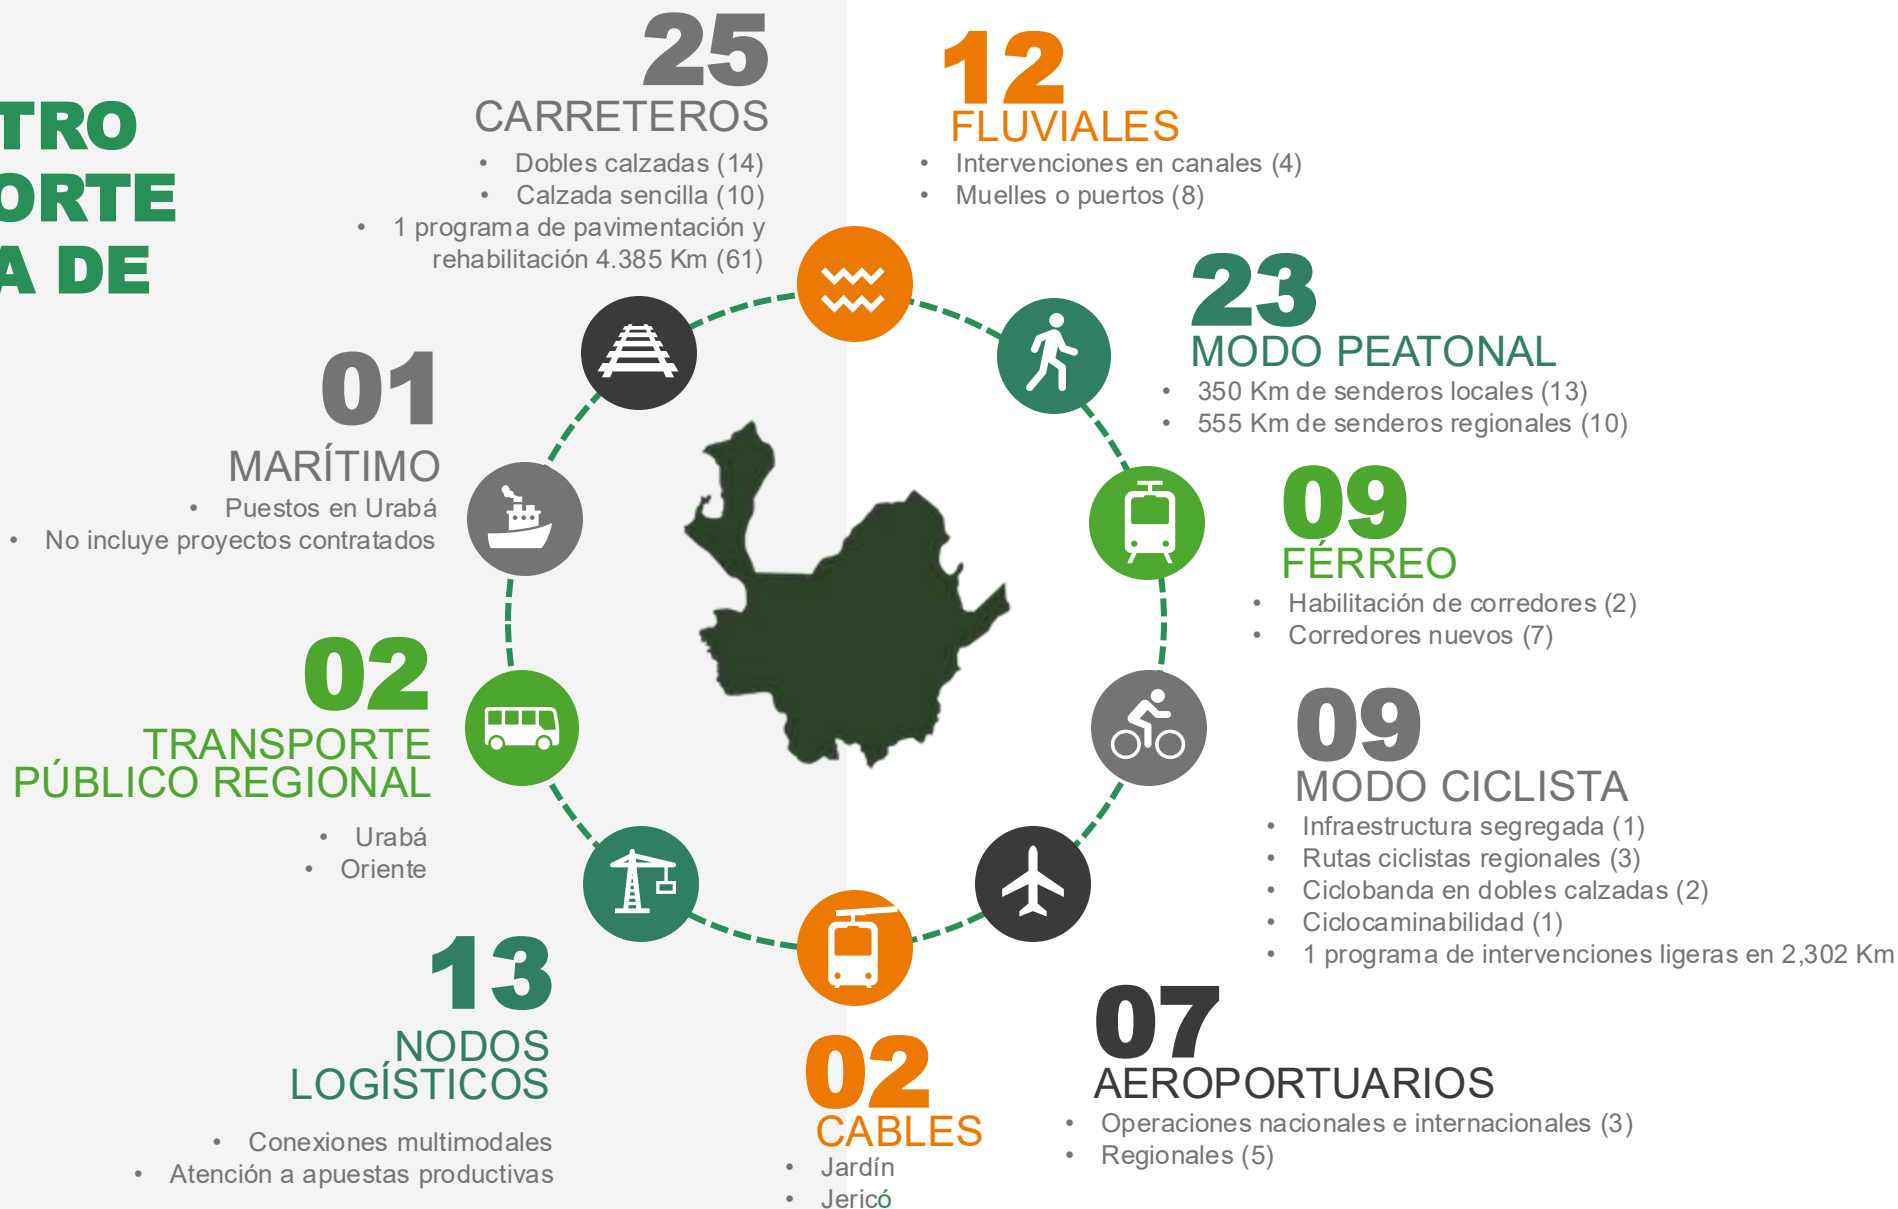 TRO
ORTE
A DE
25
CARRETEROS
• Dobles calzadas (14)
• Calzada sencilla (10)
• 1 programa de pavimentación y
rehabilitación 4.385 Km (61)
12
FLUVIALES
• Intervenciones en canales (4)
• Muelles o puertos (8)
23
MODO PEATONAL
• 350 Km de senderos locales (13)
• 555 Km de senderos regionales (10)
09
FÉRREO
• Habilitación de corredores (2)
• Corredores nuevos (7)
09
MODO CICLISTA
• Infraestructura segregada (1)
• Rutas ciclistas regionales (3)
• Ciclobanda en dobles calzadas (2)
• Ciclocaminabilidad (1)
• 1 programa de intervenciones ligeras en 2,302 Km
07
AEROPORTUARIOS
• Operaciones nacionales e internacionales (3)
• Regionales (5)
02
CABLES
• Jardín
• Jericó
13
NODOS
LOGÍSTICOS
• Conexiones multimodales
• Atención a apuestas productivas
02
TRANSPORTE
PÚBLICO REGIONAL
• Urabá
• Oriente
01
MARÍTIMO
• Puestos en Urabá
• No incluye proyectos contratados